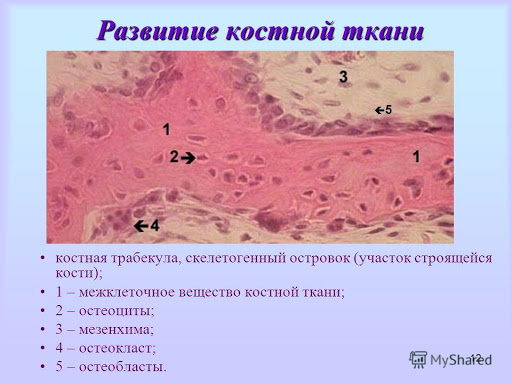 Развитие костной ткани
3
5
1
2
1
4
• костная трабекула, скелетогенный островок (участок строящейся
кости);
• 1 – межклеточное вещество костной ткани;
• 2 – остеоциты;
• 3 – мезенхима;
• 4 – остеокласт;
• 5 – остеобласты.
12
MyShared